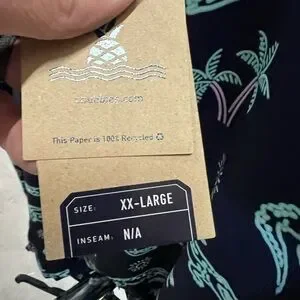 This Paper is 100% Recycled
SIZE: XX-LARGE
INSEAM: N/A